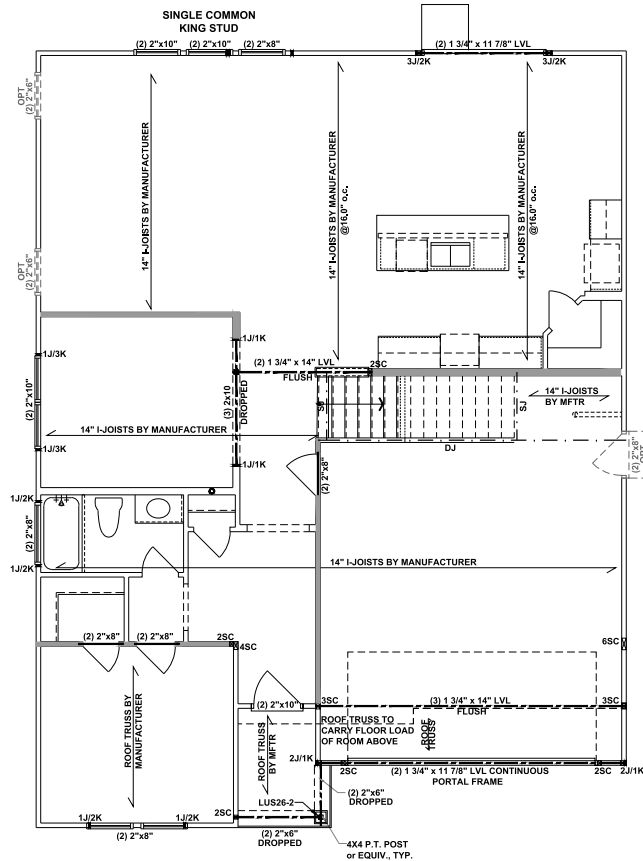 SINGLE COMMON
KING STUD
(2) 2"x10"
(2) 2"x10"
(2) 2"x8"
(2) 1 3/4" x 11 7/8" LVL
3J/2K
3J/2K
OPT
(2) 2"x6"
14" I-JOISTS BY MANUFACTURER
14" I-JOISTS BY MANUFACTURER
@16.0" o.c.
14" I-JOISTS BY MANUFACTURER
@16.0" o.c.
OPT
(2) 2"x6"
1J/1K
1J/3K
(2) 1 3/4" x 14" LVL
2SC
FLUSH
(2) 2"x10"
(3) 2x10
DROPPED
SJ
SJ
14" I-JOISTS
BY MFTR
14" I-JOISTS BY MANUFACTURER
DJ
1J/3K
1J/1K
(2) 2"x8"
(2) 2"x8"
OPT
1J/2K
(2) 2"x8"
1J/2K
14" I-JOISTS BY MANUFACTURER
(2) 2"x8"
(2) 2"x8"
2SC
4SC
6SC
ROOF TRUSS BY
MANUFACTURER
(2) 2"x10"
3SC
(3) 1 3/4" x 14" LVL
3SC
FLUSH
ROOF TRUSS TO
CARRY FLOOR LOAD
OF ROOM ABOVE
ROOF
TRUSS
ROOF TRUSS
BY MFTR
2J/1K
2SC
(2) 1 3/4" x 11 7/8" LVL CONTINUOUS
PORTAL FRAME
2SC
2J/1K
(2) 2"x6"
DROPPED
LUS26-2
2SC
1J/2K
(2) 2"x8"
1J/2K
(2) 2"x6"
DROPPED
4X4 P.T. POST
or EQUIV., TYP.